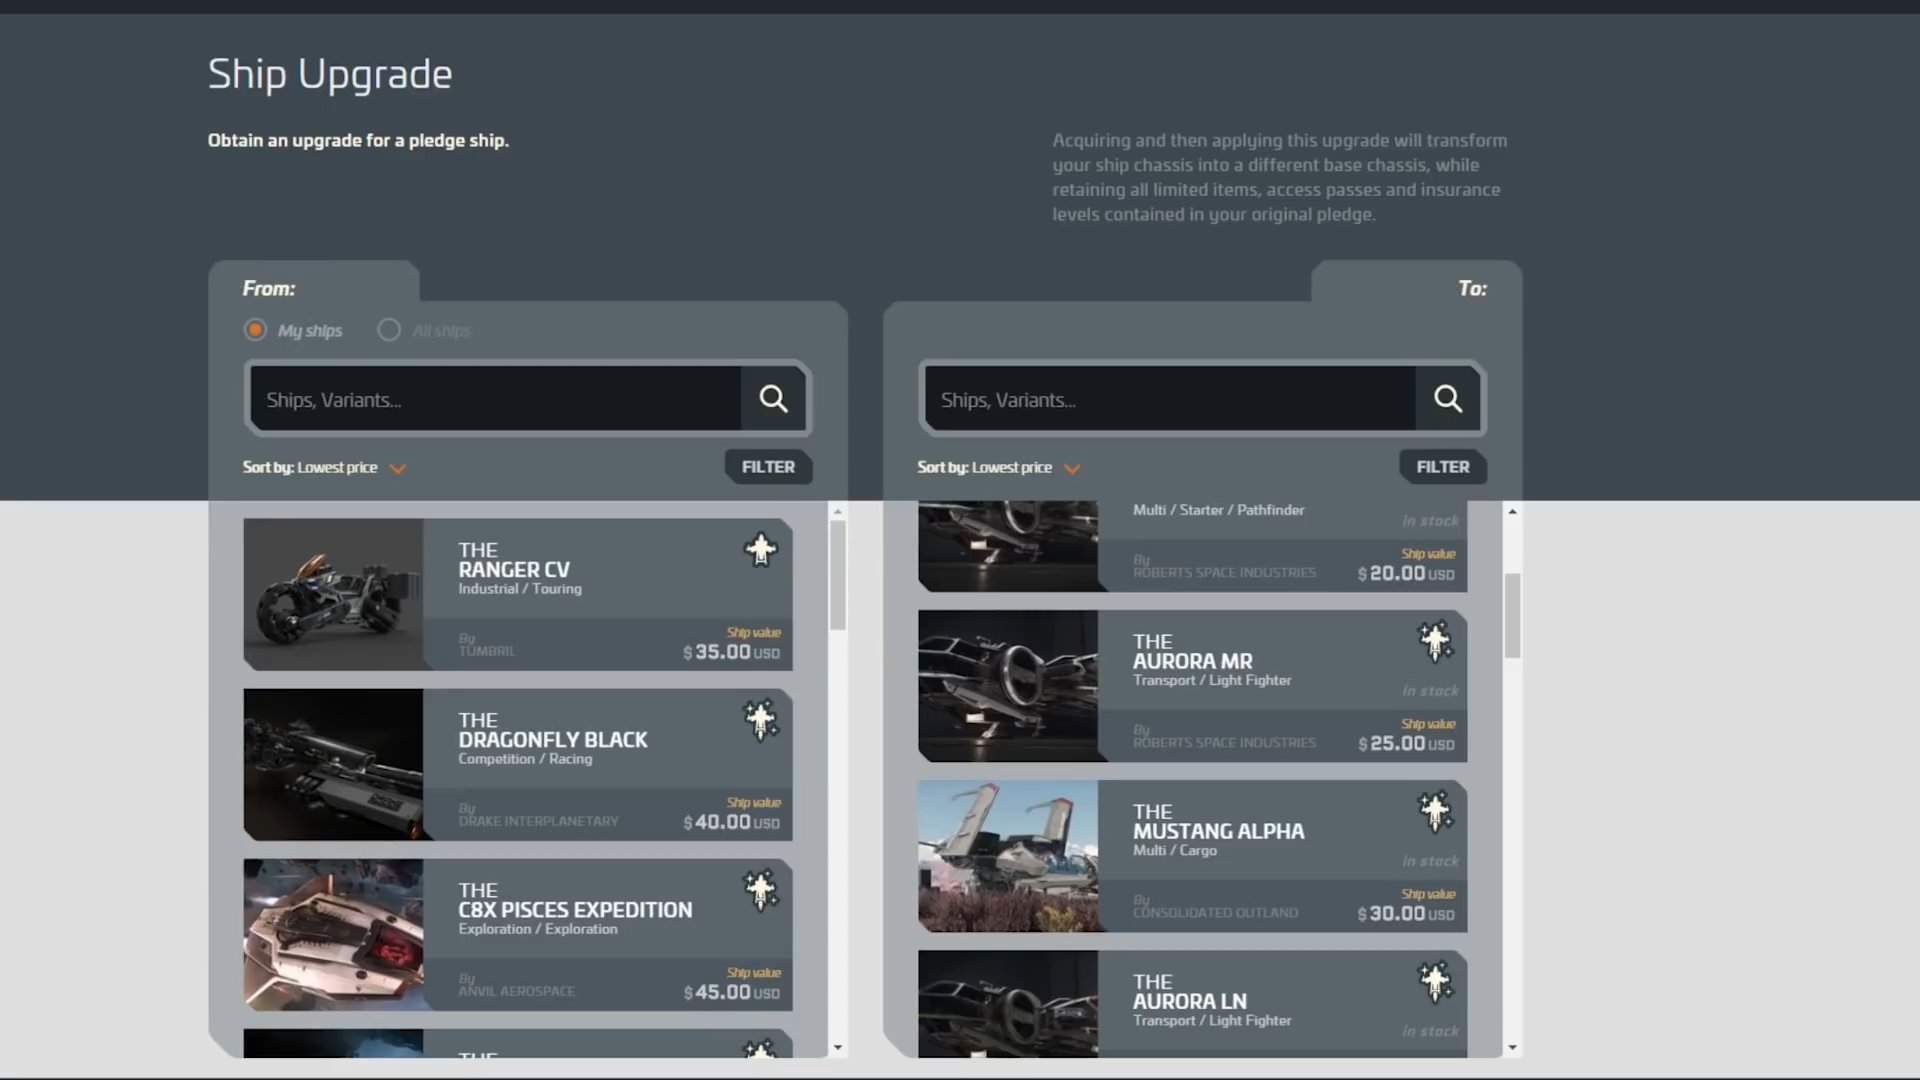 Ship Upgrade
Obtain an upgrade for a pledge ship.
Acquiring and then applying this upgrade will transform
your ship chassis into a different base chassis, while
retaining all limited items, access passes and insurance
levels contained in your original pledge.
From:
My ships
All ships
Ships, Variants...
Sort by: Lowest price
FILTER
THE
RANGER CV
Industrial / Touring
By
TUMBRIL
Ship value
$ 35.00 USD
THE
DRAGONFLY BLACK
Competition / Racing
By
DRAKE INTERPLANETARY
Ship value
$ 40.00 USD
THE
C8X PISCES EXPEDITION
Exploration / Exploration
By
ANVIL AEROSPACE
Ship value
$ 45.00 USD
THE
To:
Ships, Variants...
Sort by: Lowest price
FILTER
Multi / Starter / Pathfinder
in stock
By
ROBERTS SPACE INDUSTRIES
Ship value
$ 20.00 USD
THE
AURORA MR
Transport / Light Fighter
in stock
By
ROBERTS SPACE INDUSTRIES
Ship value
$ 25.00 USD
THE
MUSTANG ALPHA
Multi / Cargo
in stock
By
CONSOLIDATED OUTLAND
Ship value
$ 30.00 USD
THE
AURORA LN
Transport / Light Fighter
in stock